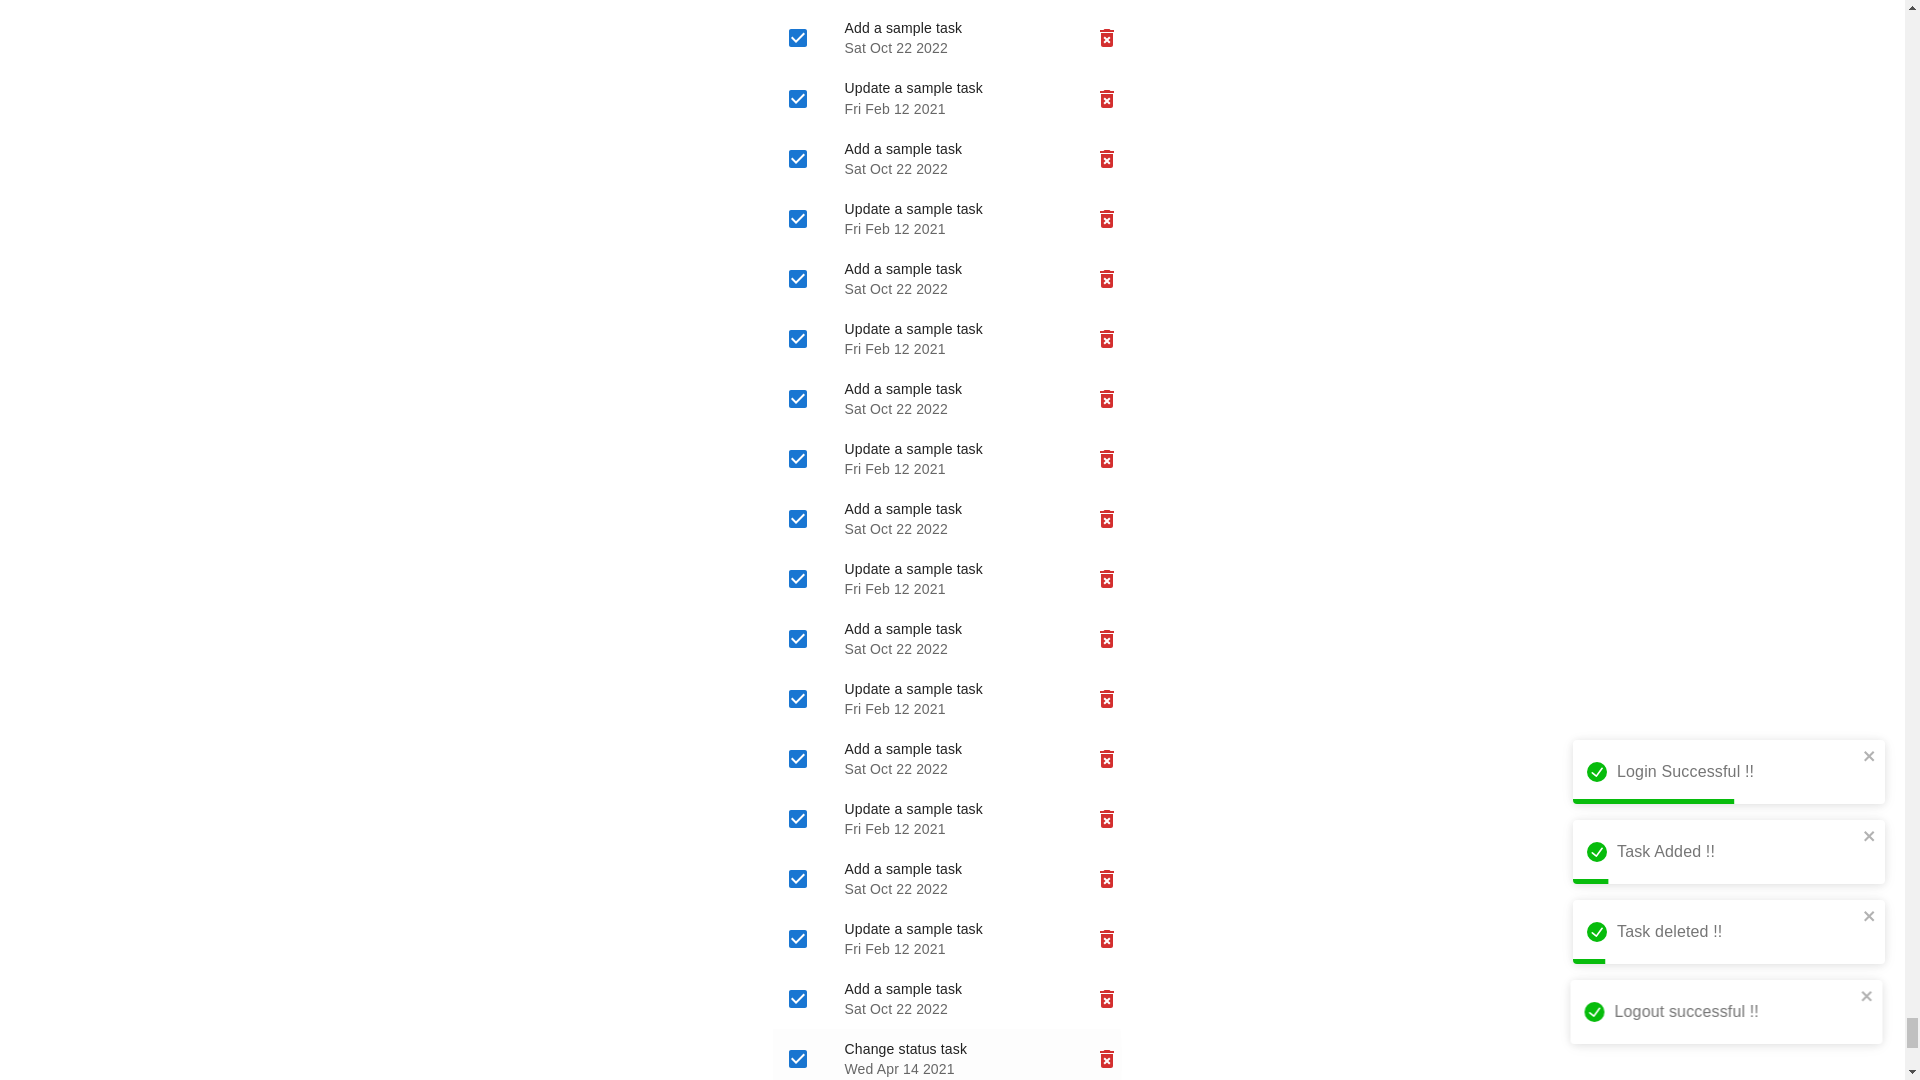 Add a sample task
Sat Oct 22 2022
Update a sample task
Fri Feb 12 2021
Add a sample task
Sat Oct 22 2022
Update a sample task
Fri Feb 12 2021
Add a sample task
Sat Oct 22 2022
Update a sample task
Fri Feb 12 2021
Add a sample task
Sat Oct 22 2022
Update a sample task
Fri Feb 12 2021
Add a sample task
Sat Oct 22 2022
Update a sample task
Fri Feb 12 2021
Add a sample task
Sat Oct 22 2022
Update a sample task
Fri Feb 12 2021
Add a sample task
Sat Oct 22 2022
Update a sample task
Fri Feb 12 2021
Add a sample task
Sat Oct 22 2022
Update a sample task
Fri Feb 12 2021
Add a sample task
Sat Oct 22 2022
Change status task
Wed Apr 14 2021
Login Successful !!
Task Added !!
Task deleted !!
Logout successful !!